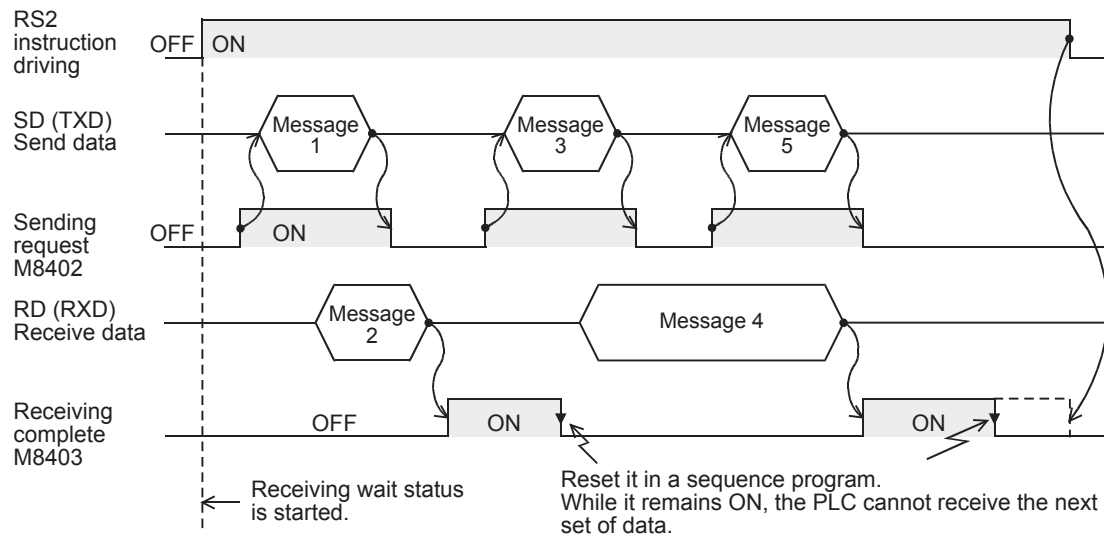 RS2
instruction
driving
OFF
ON
SD (TXD)
Send data
Message
1
Message
3
Message
5
Sending
request
M8402
OFF
ON
RD (RXD)
Receive data
Message
2
Message 4
Receiving
complete
M8403
OFF
ON
ON
Receiving wait status
is started.
Reset it in a sequence program.
While it remains ON, the PLC cannot receive the next
set of data.